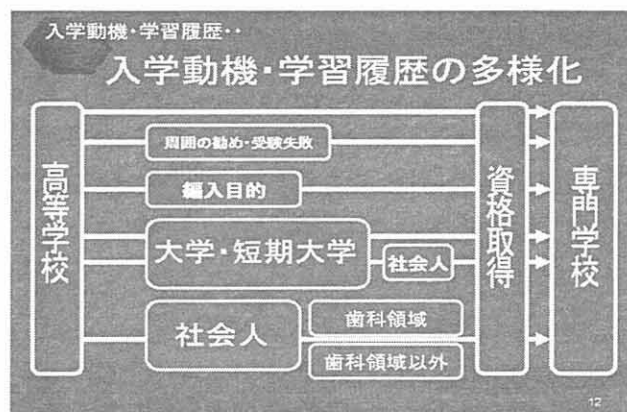 入学動機・学習履歴・・
入学動機・学習履歴の多様化
高等学校
周囲の勧め・受験失敗
編入目的
大学・短期大学
社会人
社会人
歯科領域
歯科領域以外
資格取得
専門学校
12